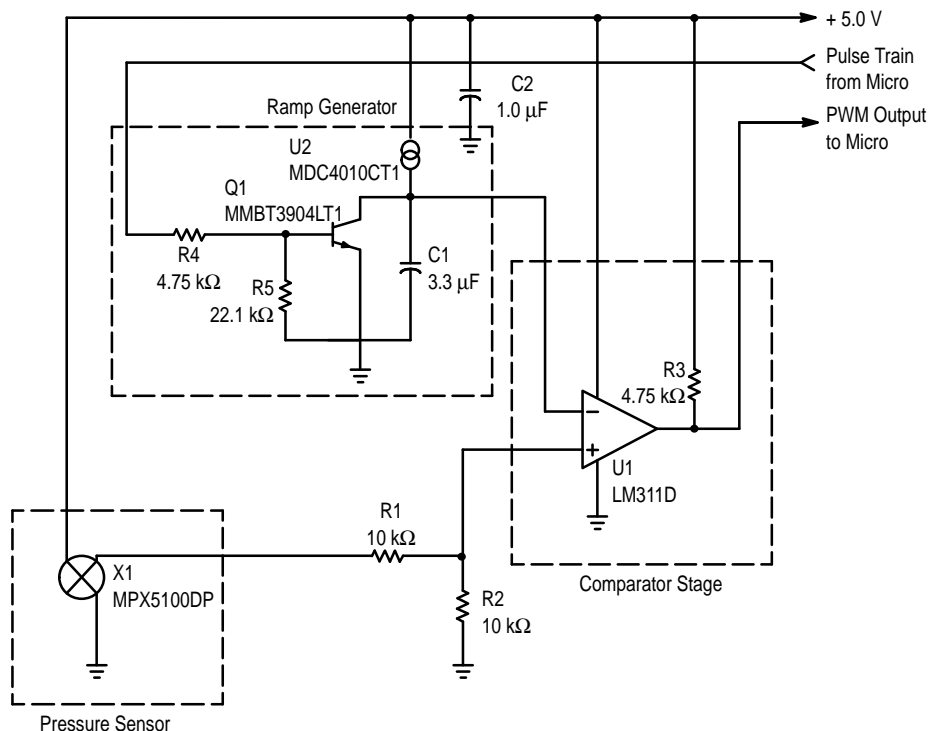 + 5.0 V
Pulse Train
from Micro
PWM Output
to Micro
C2
1.0 µF
Ramp Generator
U2
MDC4010CT1
Q1
MMBT3904LT1
R4
4.75 kΩ
R5
22.1 kΩ
C1
3.3 µF
R3
4.75 kΩ
−
+
U1
LM311D
Comparator Stage
R1
10 kΩ
R2
10 kΩ
X1
MPX5100DP
Pressure Sensor